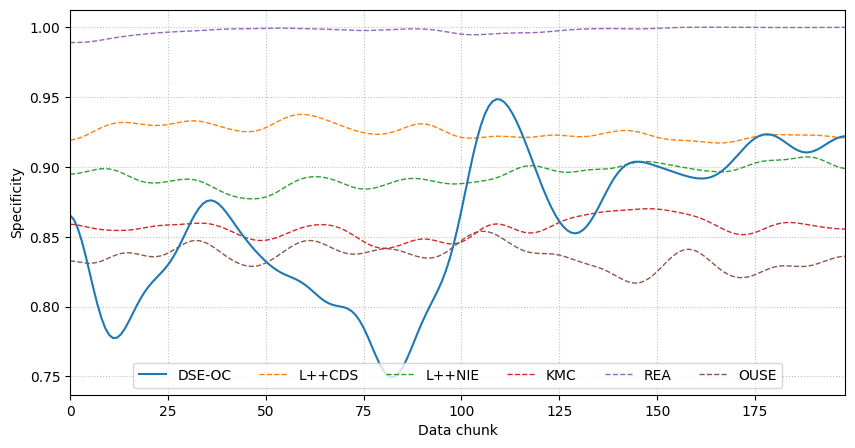 1.00
0.95
0.90
0.85
0.80
0.75
Specificity
DSE-OC L++CDS L++NIE KMC REA OUSE
0 25 50 75 100 125 150 175
Data chunk